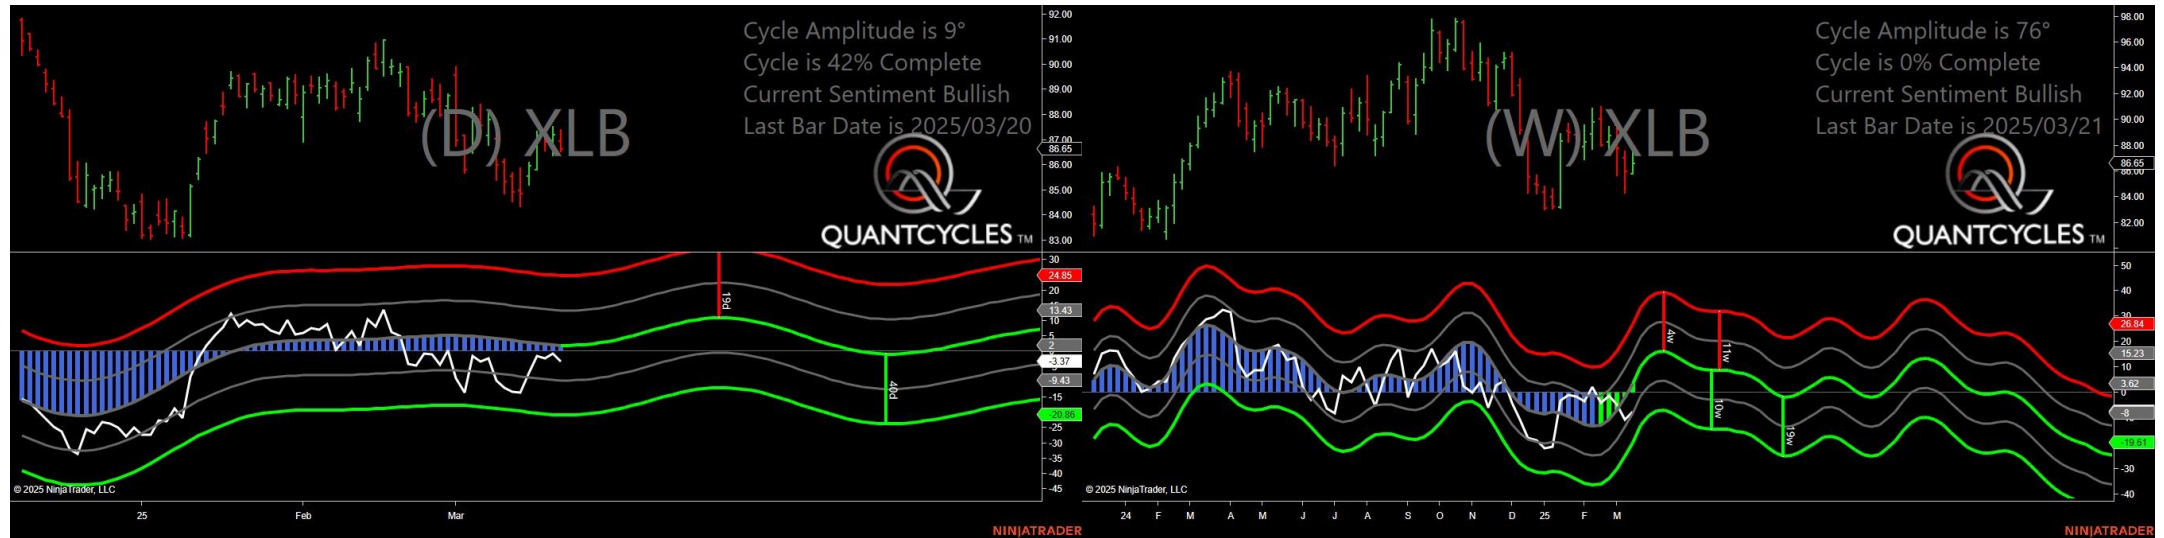 Cycle Amplitude is 9°
Cycle is 42% Complete
Current Sentiment Bullish
Last Bar Date is 2025/03/20
(D) XLB
QUANTCYCLES TM
92.00
91.00
90.00
89.00
88.00
87.00
86.65
86.00
85.00
84.00
83.00
30
24.85
20
13.43
10
5
2
-3.37
-9.43
-15
-20.86
-25
-30
-35
-40
-45
19d
40d
© 2025 NinjaTrader, LLC
25 Feb Mar
NINJATRADER
Cycle Amplitude is 76°
Cycle is 0% Complete
Current Sentiment Bullish
Last Bar Date is 2025/03/21
(W) XLB
QUANTCYCLES TM
98.00
96.00
94.00
92.00
90.00
88.00
86.65
86.00
84.00
82.00
50
40
30
26.84
20
15.23
10
3.62
0
-8
-19.61
-30
-40
4w
11w
10w
19w
© 2025 NinjaTrader, LLC
24 F M A M J J A S O N D 25 F M
NINJATRADER